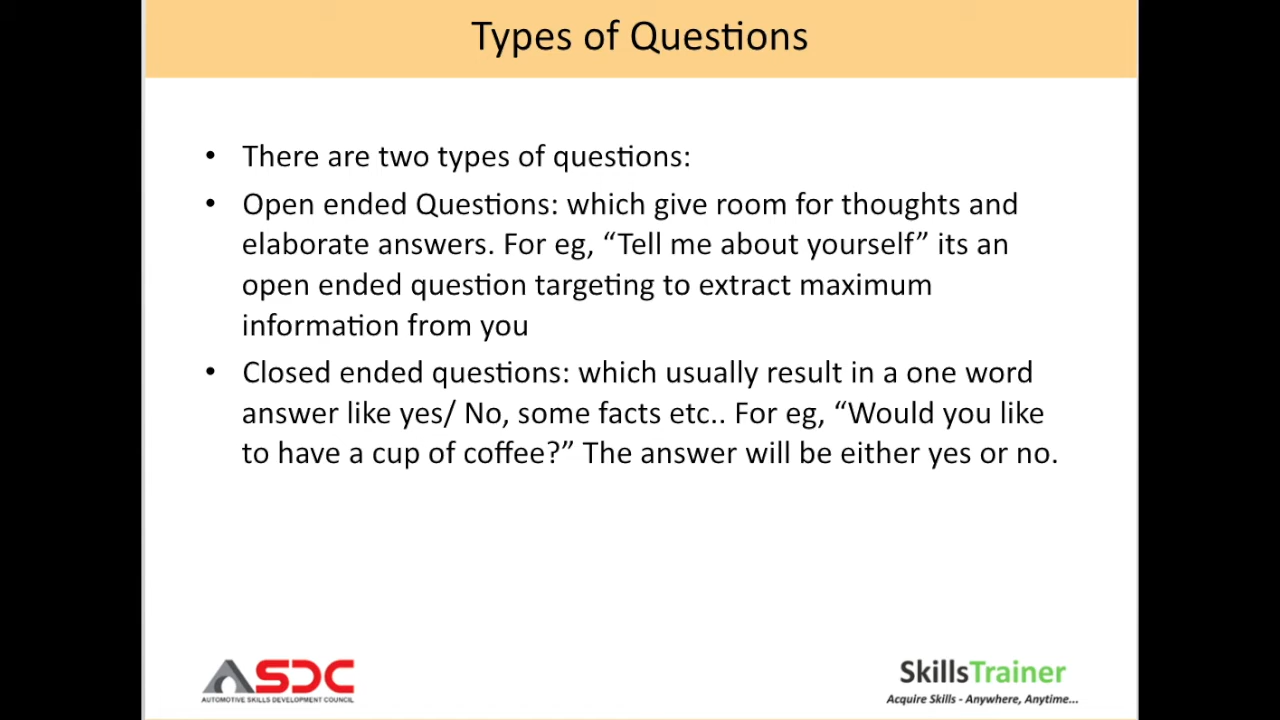 Types of Questions
• There are two types of questions:
• Open ended Questions: which give room for thoughts and
elaborate answers. For eg, “Tell me about yourself” its an
open ended question targeting to extract maximum
information from you
• Closed ended questions: which usually result in a one word
answer like yes/ No, some facts etc.. For eg, “Would you like
to have a cup of coffee?” The answer will be either yes or no.
ASDC
AUTOMOTIVE SKILLS DEVELOPMENT COUNCIL
SkillsTrainer
Acquire Skills - Anywhere, Anytime...